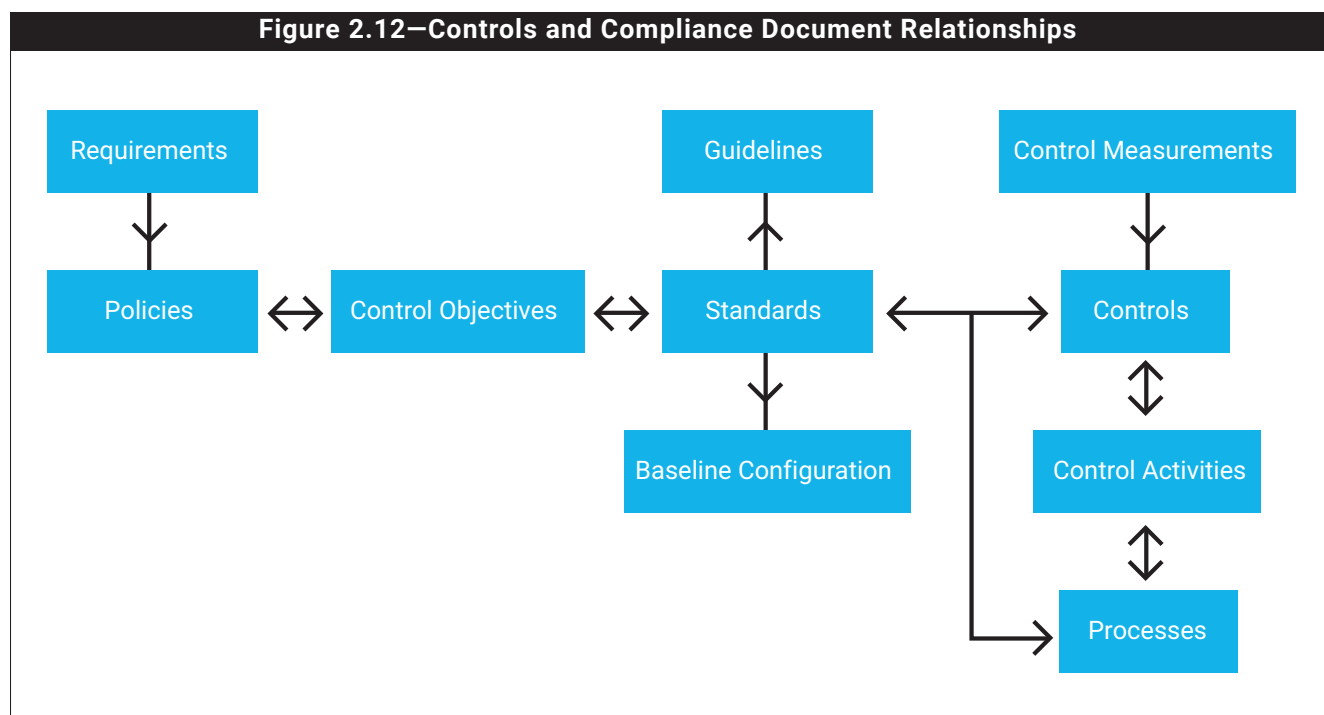 Figure 2.12—Controls and Compliance Document Relationships
Requirements
Guidelines
Control Measurements
Policies
Control Objectives
Standards
Controls
Baseline Configuration
Control Activities
Processes